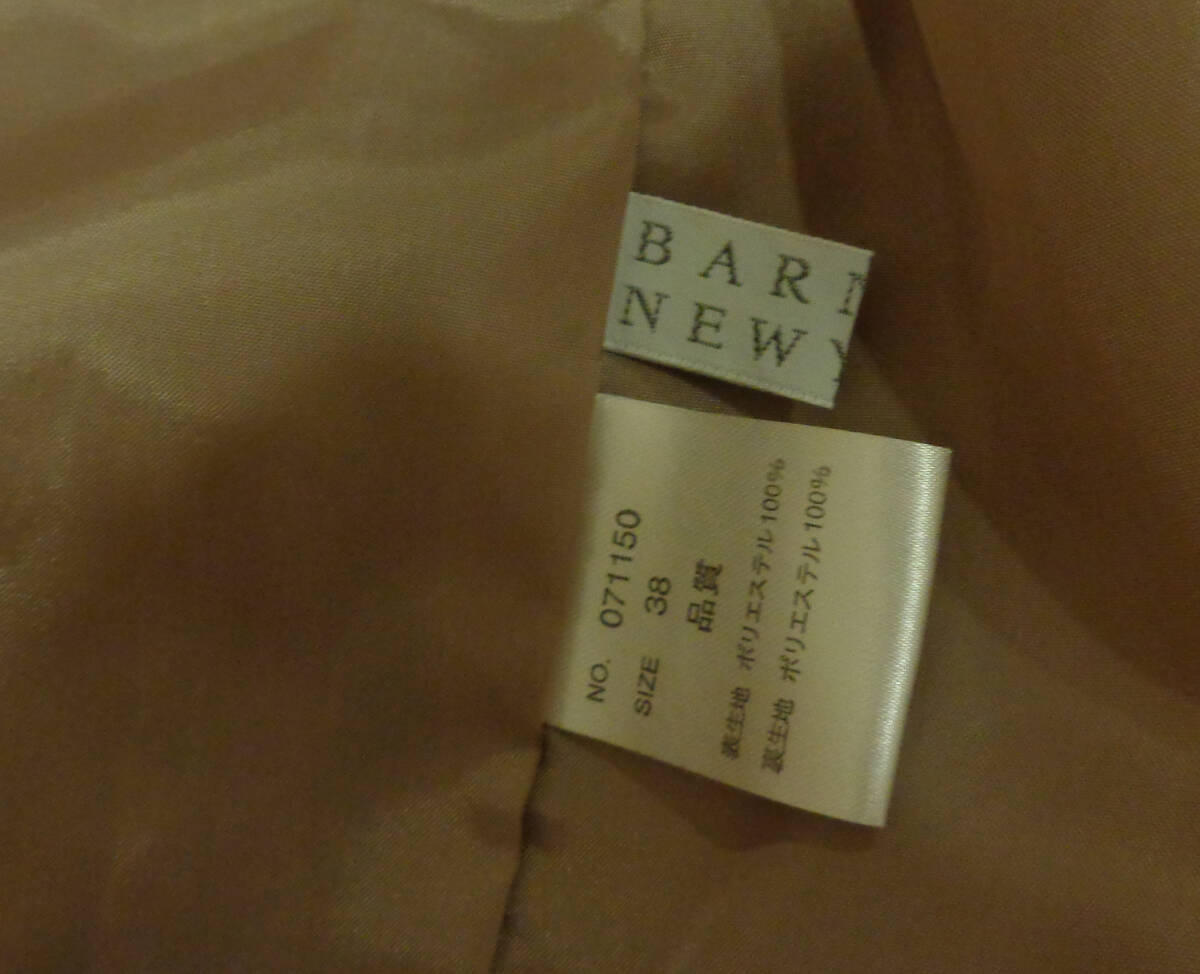 BAR
NEW
NO. 071150
SIZE 38
品質
表生地 ポリエステル100%
裏生地 ポリエステル100%